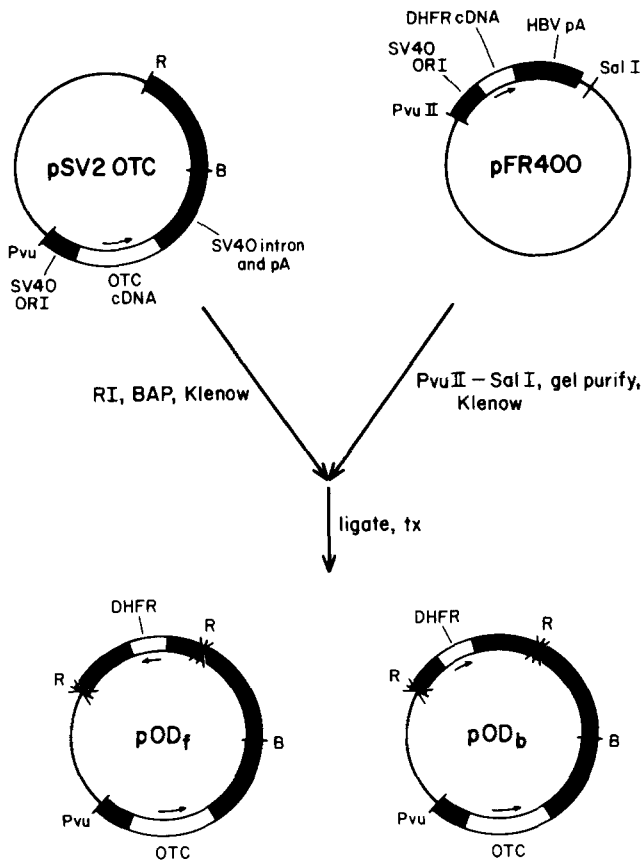 R
pSV2 OTC
B
Pvu
SV40
ORI
OTC
cDNA
SV40 intron
and pA
DHFR cDNA
HBV pA
SV40
ORI
Sal I
Pvu II
pFR400
RI, BAP, Klenow
Pvu II – Sal I, gel purify,
Klenow
ligate, tx
DHFR
R
R
pODf
B
Pvu
OTC
DHFR
R
R
pODb
B
Pvu
OTC